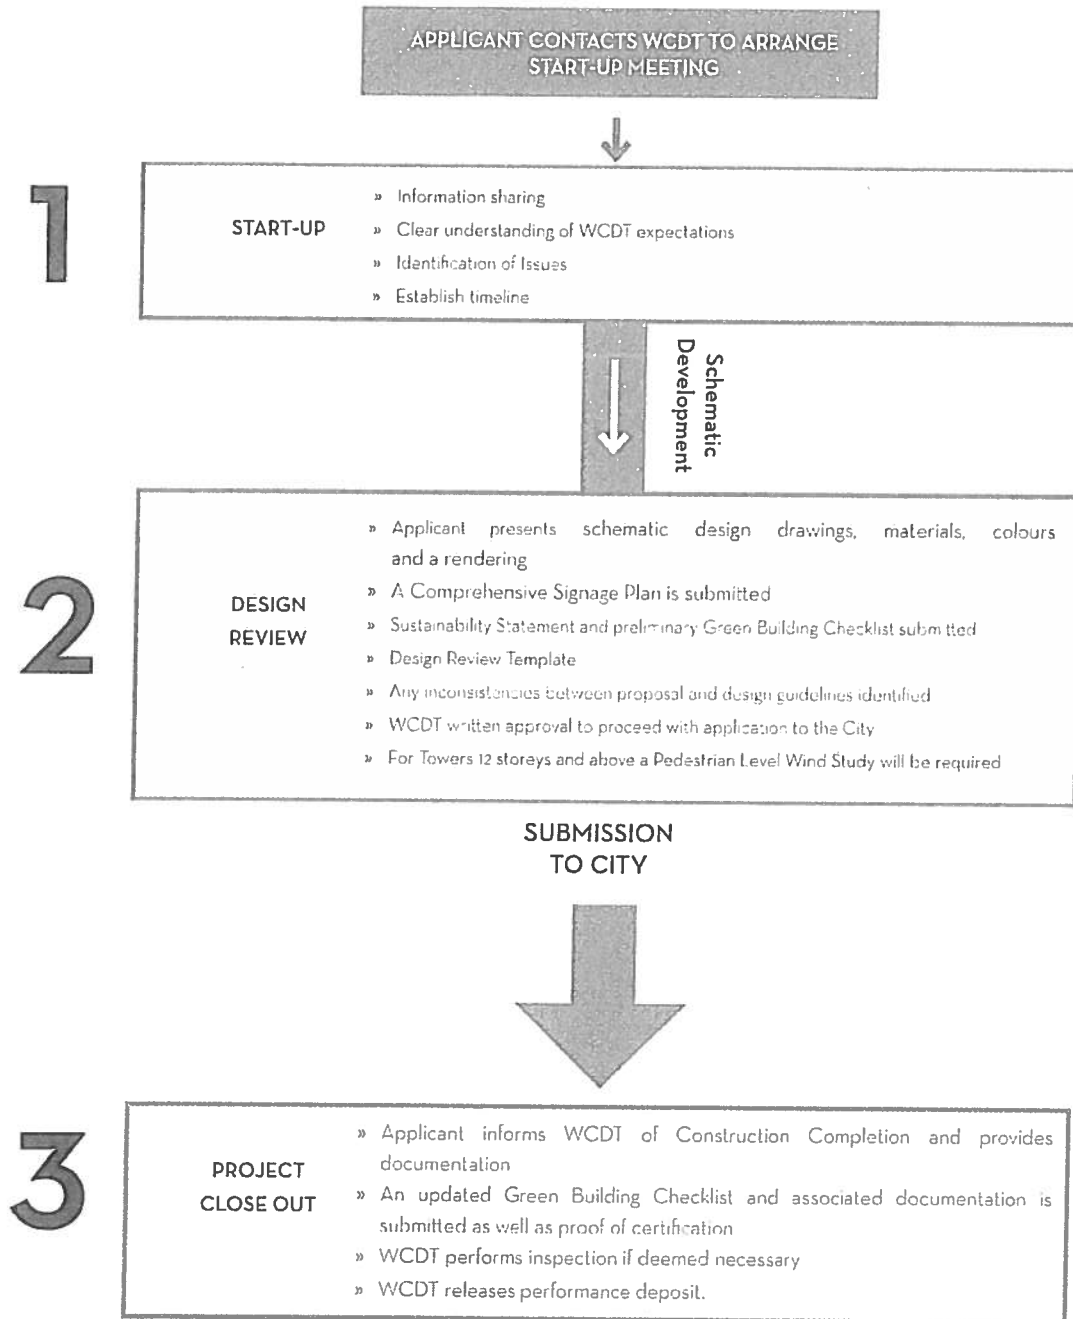 APPLICANT CONTACTS WCDT TO ARRANGE
START-UP MEETING
1
START-UP
» Information sharing
» Clear understanding of WCDT expectations
» Identification of Issues
» Establish timeline
Schematic
Development
2
DESIGN
REVIEW
» Applicant presents schematic design drawings, materials, colours
and a rendering
» A Comprehensive Signage Plan is submitted
» Sustainability Statement and preliminary Green Building Checklist submitted
» Design Review Template
» Any inconsistencies between proposal and design guidelines identified
» WCDT written approval to proceed with application to the City
» For Towers 12 storeys and above a Pedestrian Level Wind Study will be required
SUBMISSION
TO CITY
3
PROJECT
CLOSE OUT
» Applicant informs WCDT of Construction Completion and provides
documentation
» An updated Green Building Checklist and associated documentation is
submitted as well as proof of certification
» WCDT performs inspection if deemed necessary
» WCDT releases performance deposit.